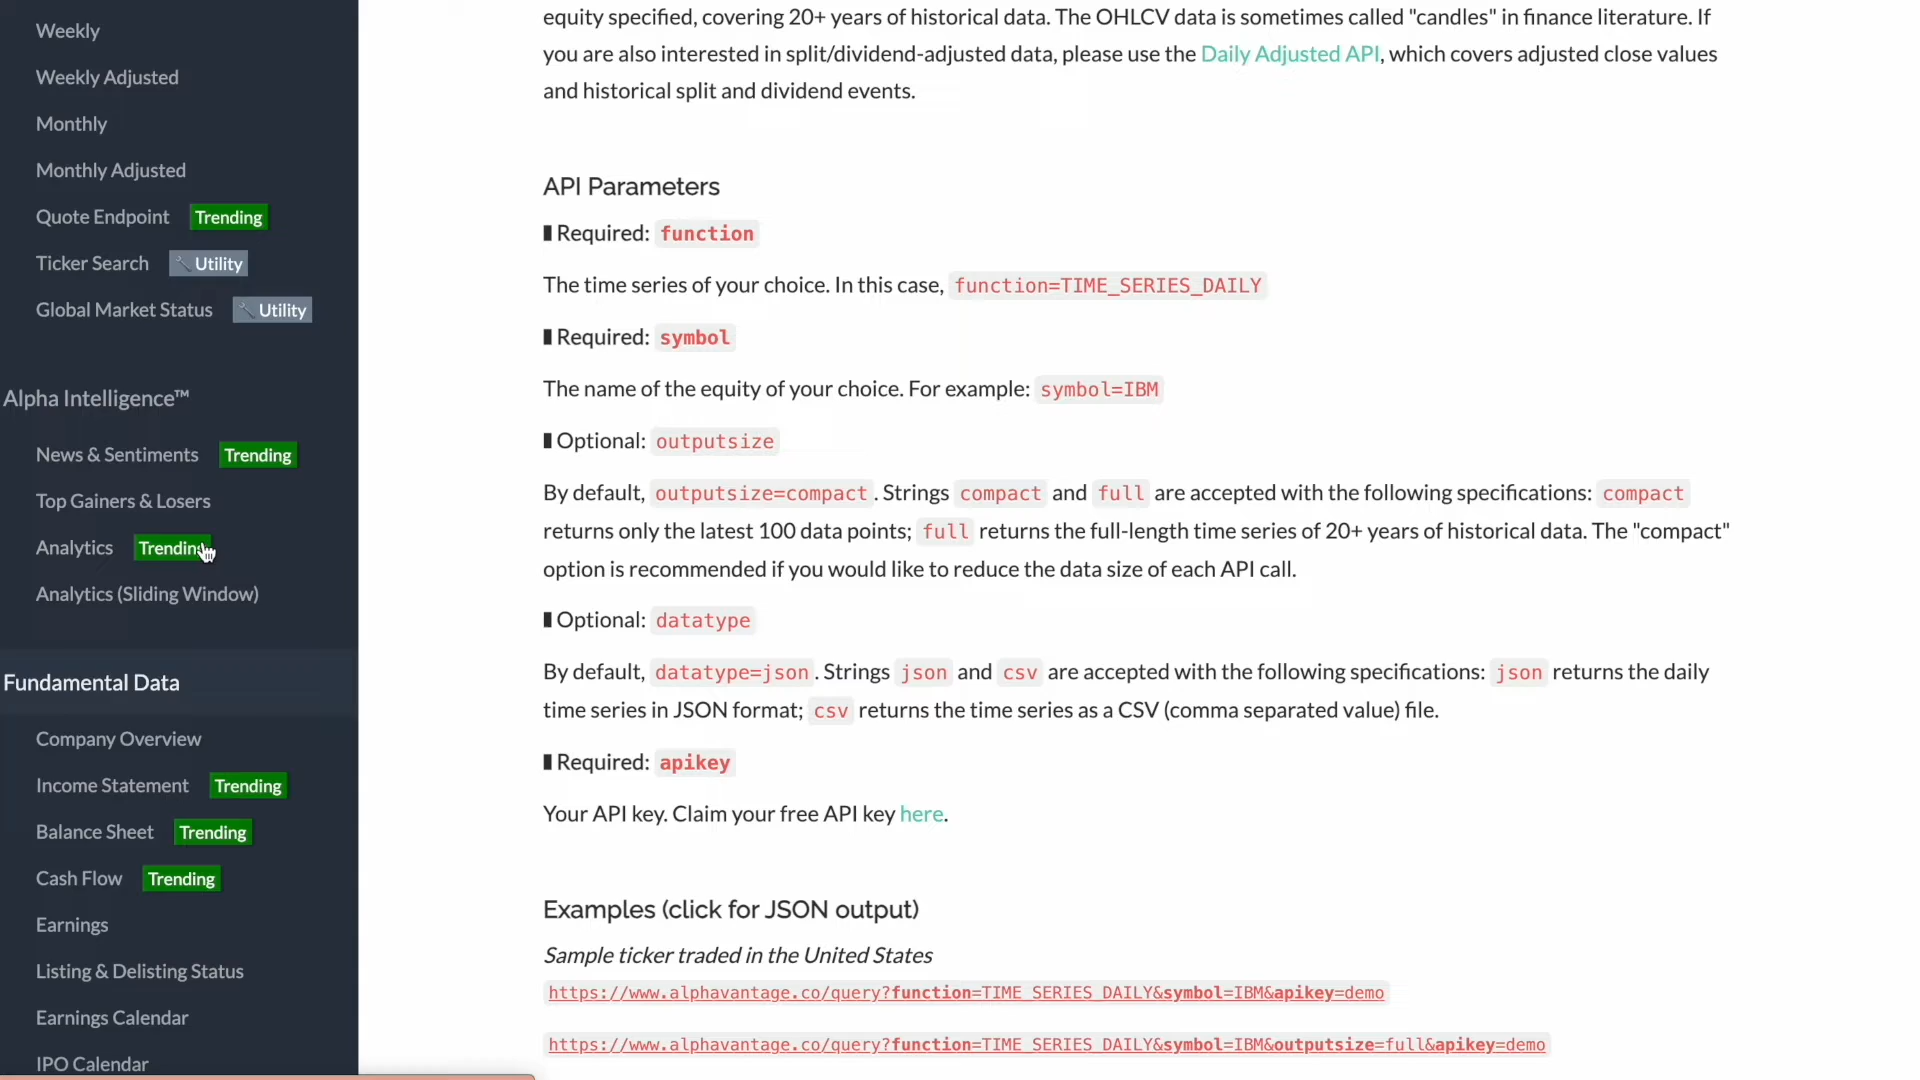 Weekly
Weekly Adjusted
Monthly
Monthly Adjusted
Quote Endpoint Trending
Ticker Search Utility
Global Market Status Utility
Alpha Intelligence™
News & Sentiments Trending
Top Gainers & Losers
Analytics Trending
Analytics (Sliding Window)
Fundamental Data
Company Overview
Income Statement Trending
Balance Sheet Trending
Cash Flow Trending
Earnings
Listing & Delisting Status
Earnings Calendar
IPO Calendar
equity specified, covering 20+ years of historical data. The OHLCV data is sometimes called "candles" in finance literature. If
you are also interested in split/dividend-adjusted data, please use the Daily Adjusted API, which covers adjusted close values
and historical split and dividend events.
API Parameters
Required: function
The time series of your choice. In this case, function=TIME_SERIES_DAILY
Required: symbol
The name of the equity of your choice. For example: symbol=IBM
Optional: outputsize
By default, outputsize=compact. Strings compact and full are accepted with the following specifications: compact
returns only the latest 100 data points; full returns the full-length time series of 20+ years of historical data. The "compact"
option is recommended if you would like to reduce the data size of each API call.
Optional: datatype
By default, datatype=json. Strings json and csv are accepted with the following specifications: json returns the daily
time series in JSON format; csv returns the time series as a CSV (comma separated value) file.
Required: apikey
Your API key. Claim your free API key here.
Examples (click for JSON output)
Sample ticker traded in the United States
https://www.alphavantage.co/query?function=TIME_SERIES_DAILY&symbol=IBM&apikey=demo
https://www.alphavantage.co/query?function=TIME_SERIES_DAILY&symbol=IBM&outputsize=full&apikey=demo